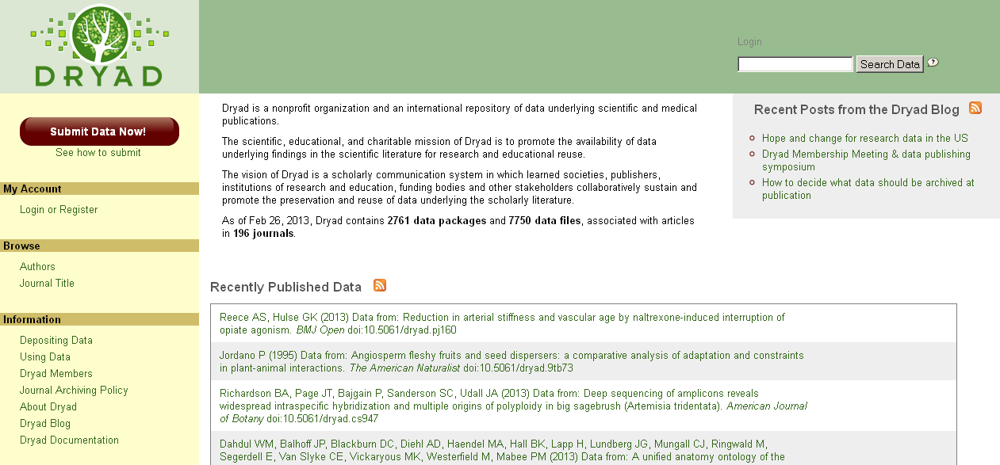 DRYAD
Login
Search Data
?
Submit Data Now!
See how to submit
My Account
Login or Register
Browse
Authors
Journal Title
Information
Depositing Data
Using Data
Dryad Members
Journal Archiving Policy
About Dryad
Dryad Blog
Dryad Documentation
Dryad is a nonprofit organization and an international repository of data underlying scientific and medical
publications.
The scientific, educational, and charitable mission of Dryad is to promote the availability of data
underlying findings in the scientific literature for research and educational reuse.
The vision of Dryad is a scholarly communication system in which learned societies, publishers,
institutions of research and education, funding bodies and other stakeholders collaboratively sustain and
promote the preservation and reuse of data underlying the scholarly literature.
As of Feb 26, 2013, Dryad contains 2761 data packages and 7750 data files, associated with articles
in 196 journals.
Recent Posts from the Dryad Blog
Hope and change for research data in the US
Dryad Membership Meeting & data publishing
symposium
How to decide what data should be archived at
publication
Recently Published Data
Reece AS, Hulse GK (2013) Data from: Reduction in arterial stiffness and vascular age by naltrexone-induced interruption of
opiate agonism. BMJ Open doi:10.5061/dryad.pj160
Jordano P (1995) Data from: Angiosperm fleshy fruits and seed dispersers: a comparative analysis of adaptation and constraints
in plant-animal interactions. The American Naturalist doi:10.5061/dryad.9tb73
Richardson BA, Page JT, Bajgain P, Sanderson SC, Udall JA (2013) Data from: Deep sequencing of amplicons reveals
widespread intraspecific hybridization and multiple origins of polyploidy in big sagebrush (Artemisia tridentata). American Journal
of Botany doi:10.5061/dryad.cs947
Dahdul WM, Balhoff JP, Blackburn DC, Diehl AD, Haendel MA, Hall BK, Lapp H, Lundberg JG, Mungall CJ, Ringwald M,
Segerdell E, Van Slyke CE, Vickaryous MK, Westerfield M, Mabee PM (2013) Data from: A unified anatomy ontology of the